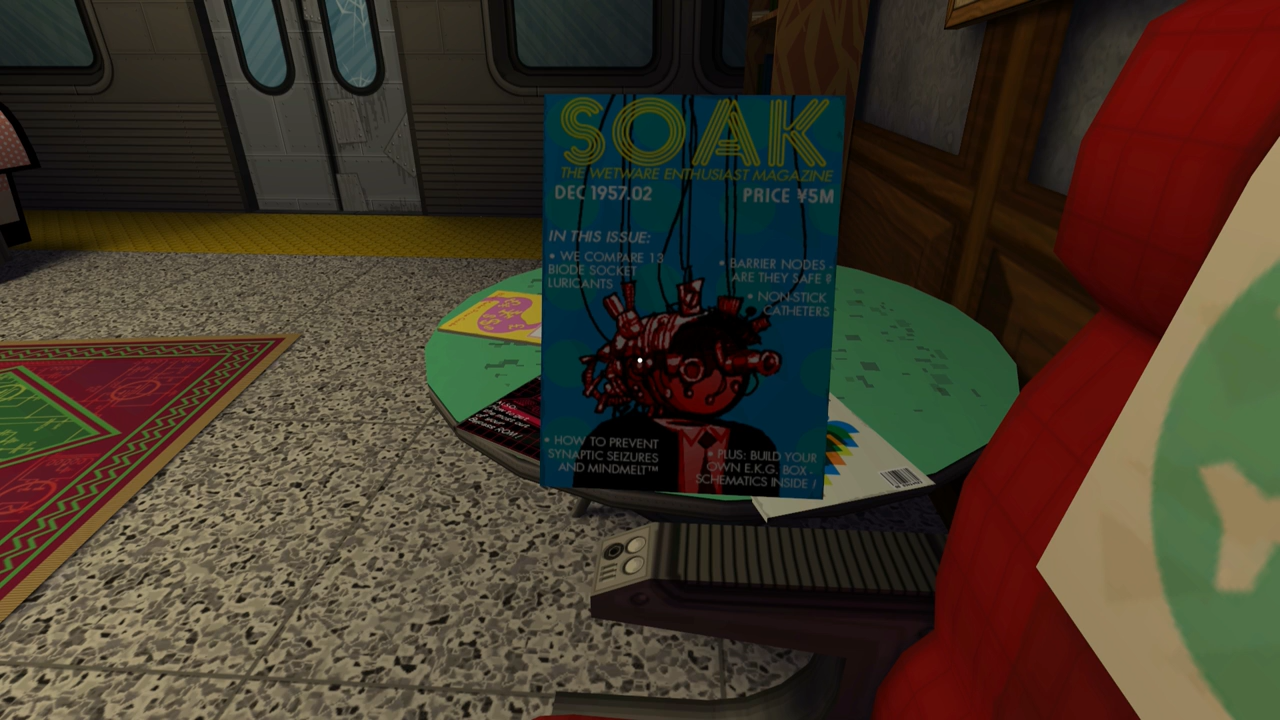 SOAK
THE WETWARE ENTHUSIAST MAGAZINE
DEC 1957.02
PRICE ¥5M
IN THIS ISSUE:
• WE COMPARE 13
BIODE SOCKET
LURICANTS
• BARRIER NODES -
ARE THEY SAFE ?
• NON-STICK
CATHETERS
• HOW TO PREVENT
SYNAPTIC SEIZURES
AND MINDMELT™
• PLUS: BUILD YOUR
OWN E.K.G. BOX -
SCHEMATICS INSIDE !